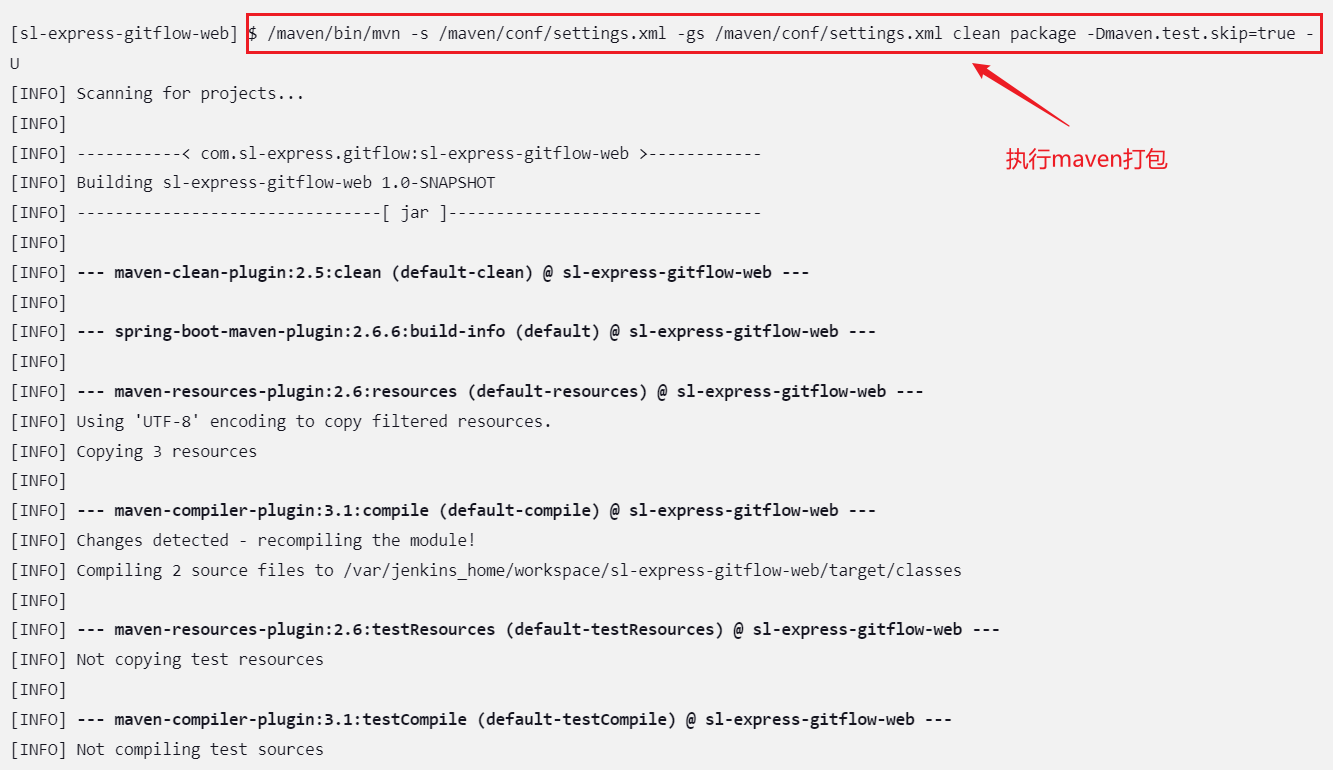 [sl-express-gitflow-web] $ /maven/bin/mvn -s /maven/conf/settings.xml -gs /maven/conf/settings.xml clean package -Dmaven.test.skip=true -
U
[INFO] Scanning for projects...
[INFO]
执行maven打包
[INFO] -----------< com.sl-express.gitflow:sl-express-gitflow-web >------------
[INFO] Building sl-express-gitflow-web 1.0-SNAPSHOT
[INFO] --------------------------------[ jar ]---------------------------------
[INFO]
[INFO] --- maven-clean-plugin:2.5:clean (default-clean) @ sl-express-gitflow-web ---
[INFO]
[INFO] --- spring-boot-maven-plugin:2.6.6:build-info (default) @ sl-express-gitflow-web ---
[INFO]
[INFO] --- maven-resources-plugin:2.6:resources (default-resources) @ sl-express-gitflow-web ---
[INFO] Using 'UTF-8' encoding to copy filtered resources.
[INFO] Copying 3 resources
[INFO]
[INFO] --- maven-compiler-plugin:3.1:compile (default-compile) @ sl-express-gitflow-web ---
[INFO] Changes detected - recompiling the module!
[INFO] Compiling 2 source files to /var/jenkins_home/workspace/sl-express-gitflow-web/target/classes
[INFO]
[INFO] --- maven-resources-plugin:2.6:testResources (default-testResources) @ sl-express-gitflow-web ---
[INFO] Not copying test resources
[INFO]
[INFO] --- maven-compiler-plugin:3.1:testCompile (default-testCompile) @ sl-express-gitflow-web ---
[INFO] Not compiling test sources